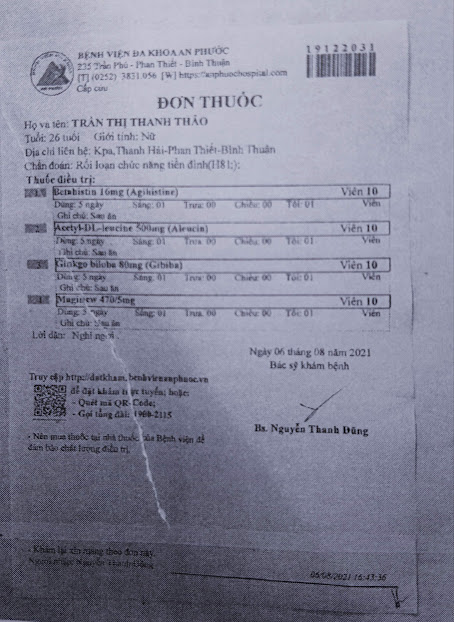 BỆNH VIỆN ĐA KHOA AN PHƯỚC
235 Trần Phú - Phan Thiết - Bình Thuận
[T] (0252) 3831 056 [W] https://anphuochospital.com
Cấp cứu
19122031
ĐƠN THUỐC
Họ và tên: TRẦN THỊ THANH THẢO
Tuổi: 26 tuổi Giới tính: Nữ
Địa chỉ liên hệ: Kpa,Thanh Hải-Phan Thiết-Bình Thuận
Chẩn đoán: Rối loạn chức năng tiền đình(H81;):
Thuốc điều trị:
1 Betahistin 16mg (Agihistine) Viên 10
Dùng: 5 ngày Sáng: 01 Trưa: 00 Chiều: 00 Tối: 01 Viên
Ghi chú: Sau ăn
2 Acetyl-DL-leucine 500mg (Aleucin) Viên 10
Dùng: 5 ngày Sáng: 01 Trưa: 00 Chiều: 00 Tối: 01 Viên
Ghi chú: Sau ăn
3 Ginkgo biloba 80mg (Gibiba) Viên 10
Dùng: 5 ngày Sáng: 01 Trưa: 00 Chiều: 00 Tối: 01 Viên
Ghi chú: Sau ăn
4 470/5mg Viên 10
Dùng: 5 ngày Sáng: 01 Trưa: 00 Chiều: 00 Tối: 01 Viên
Ghi chú: Sau ăn
Lời dặn: Nghỉ ngơi
Ngày 06 tháng 08 năm 2021
Bác sỹ khám bệnh
Truy cập http://datkham.benhvienanphuoc.vn
để đặt khám trực tuyến; hoặc:
- Quét mã QR-Code;
- Gọi tổng đài: 1900-2115
Bs. Nguyễn Thanh Dũng
- Nên mua thuốc tại nhà thuốc của Bệnh viện để
đảm bảo chất lượng điều trị.
- Khám lại xin mang theo đơn này.
Nguyễn Thanh Dũng
06/08/2021 16:43:36